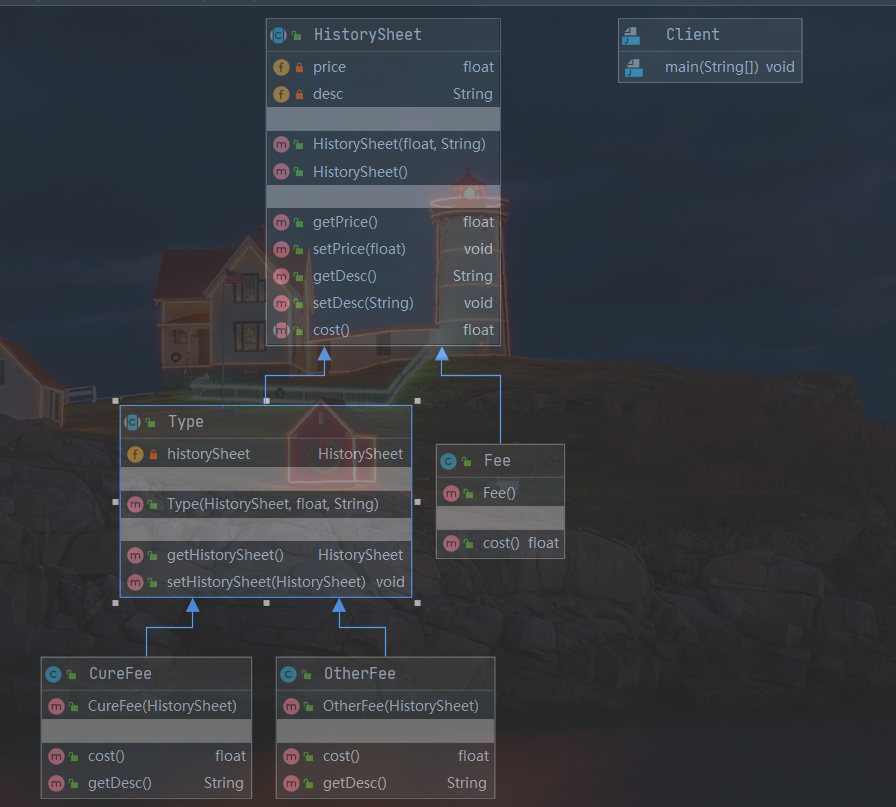 HistorySheet
price float
desc String
HistorySheet(float, String)
HistorySheet()
getPrice() float
setPrice(float) void
getDesc() String
setDesc(String) void
cost() float
Client
main(String[]) void
Type
historySheet HistorySheet
Type(HistorySheet, float, String)
getHistorySheet() HistorySheet
setHistorySheet(HistorySheet) void
Fee
Fee()
cost() float
CureFee
CureFee(HistorySheet)
cost() float
getDesc() String
OtherFee
OtherFee(HistorySheet)
cost() float
getDesc() String